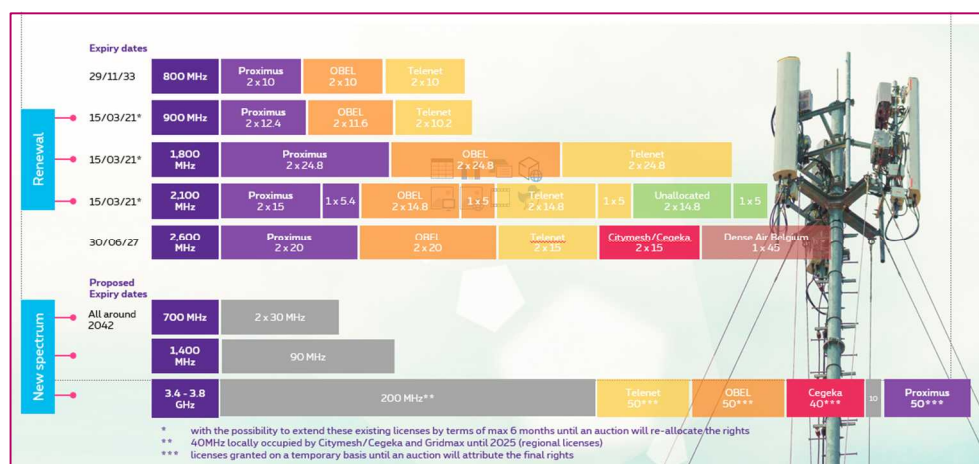 Expiry dates
29/11/33 800 MHz Proximus 2 x 10 OBEL 2 x 10 Telenet 2 x 10
Renewal
15/03/21* 900 MHz Proximus 2 x 12.4 OBEL 2 x 11.6 Telenet 2 x 10.2
15/03/21* 1,800 MHz Proximus 2 x 24.8 OBEL 2 x 24.8 Telenet 2 x 24.8
15/03/21* 2,100 MHz Proximus 2 x 15 1 x 5.4 OBEL 2 x 14.8 1 x 5 Telenet 2 x 14.8 1 x 5 Unallocated 2 x 14.8 1 x 5
30/06/27 2,600 MHz Proximus 2 x 20 OBEL 2 x 20 Telenet 2 x 15 Citymesh/Cegeka 2 x 15 Dense Air Belgium 1 x 45
Proposed
Expiry dates
New spectrum
All around 2042 700 MHz 2 x 30 MHz
1,400 MHz 90 MHz
3.4 - 3.8 GHz 200 MHz** Telenet 50*** OBEL 50*** Cegeka 40*** 10 Proximus 50***
* with the possibility to extend these existing licenses by terms of max 6 months until an auction will re-allocate the rights
** 40MHz locally occupied by Citymesh/Cegeka and Gridmax until 2025 (regional licenses)
*** licenses granted on a temporary basis until an auction will attribute the final rights